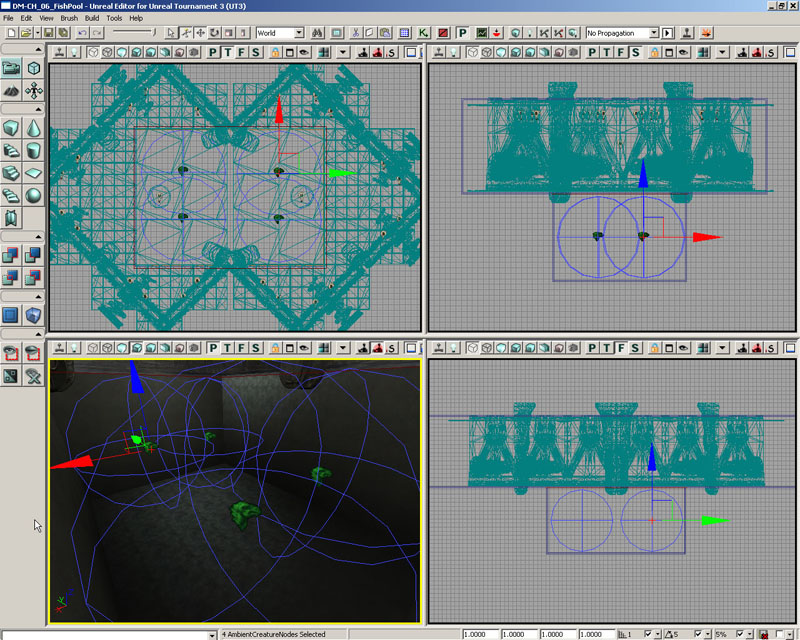 DM-CH_06_FishPool - Unreal Editor for Unreal Tournament 3 (UT3)
File Edit View Brush Build Tools Help
World No Propagation
P T F S
P T F S
P T F S
P T F S
4 AmbientCreatureNodes Selected 1.0000 1.0000 1.0000 1.0000 1 5 5%